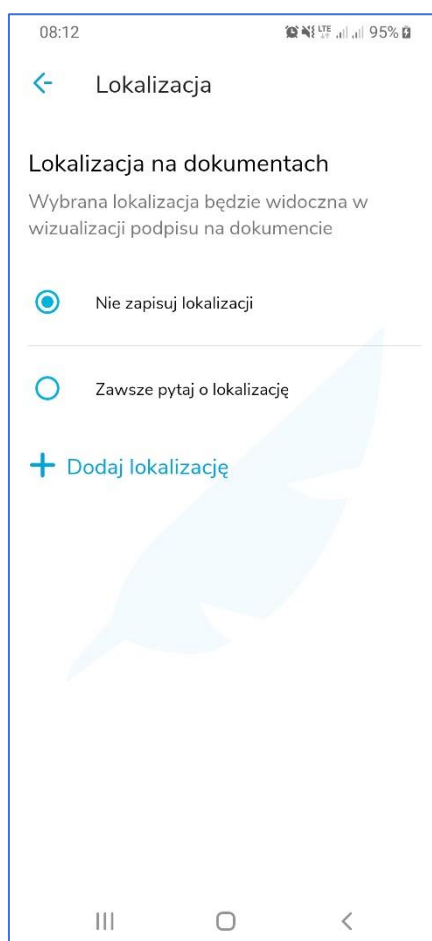 08:12 LTE 95%
Lokalizacja
Lokalizacja na dokumentach
Wybrana lokalizacja będzie widoczna w
wizualizacji podpisu na dokumencie
Nie zapisuj lokalizacji
Zawsze pytaj o lokalizację
Dodaj lokalizację